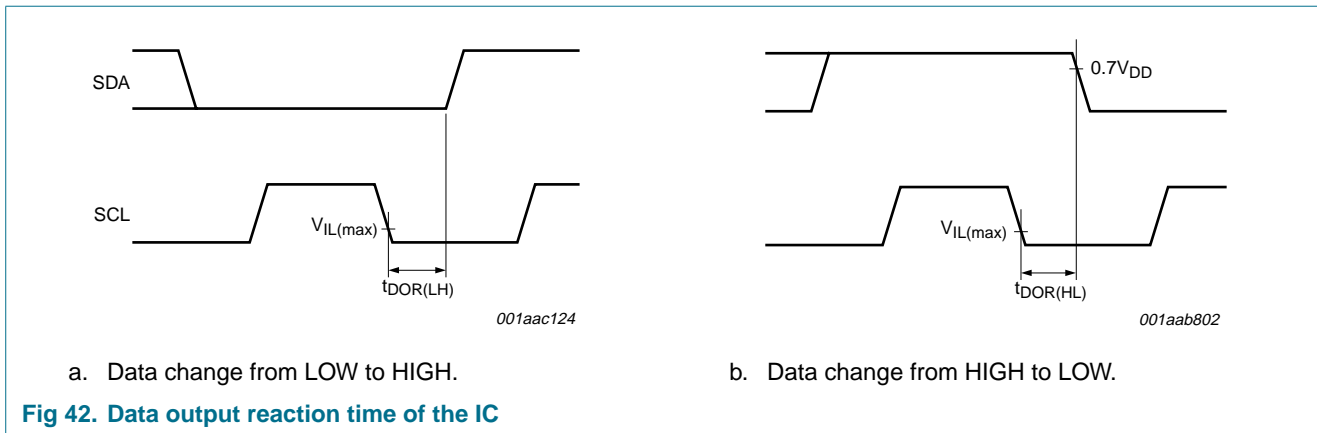 SDA
SCL
V_IL(max)
t_DOR(LH)
001aac124
a. Data change from LOW to HIGH.
0.7V_DD
V_IL(max)
t_DOR(HL)
001aab802
b. Data change from HIGH to LOW.
Fig 42. Data output reaction time of the IC